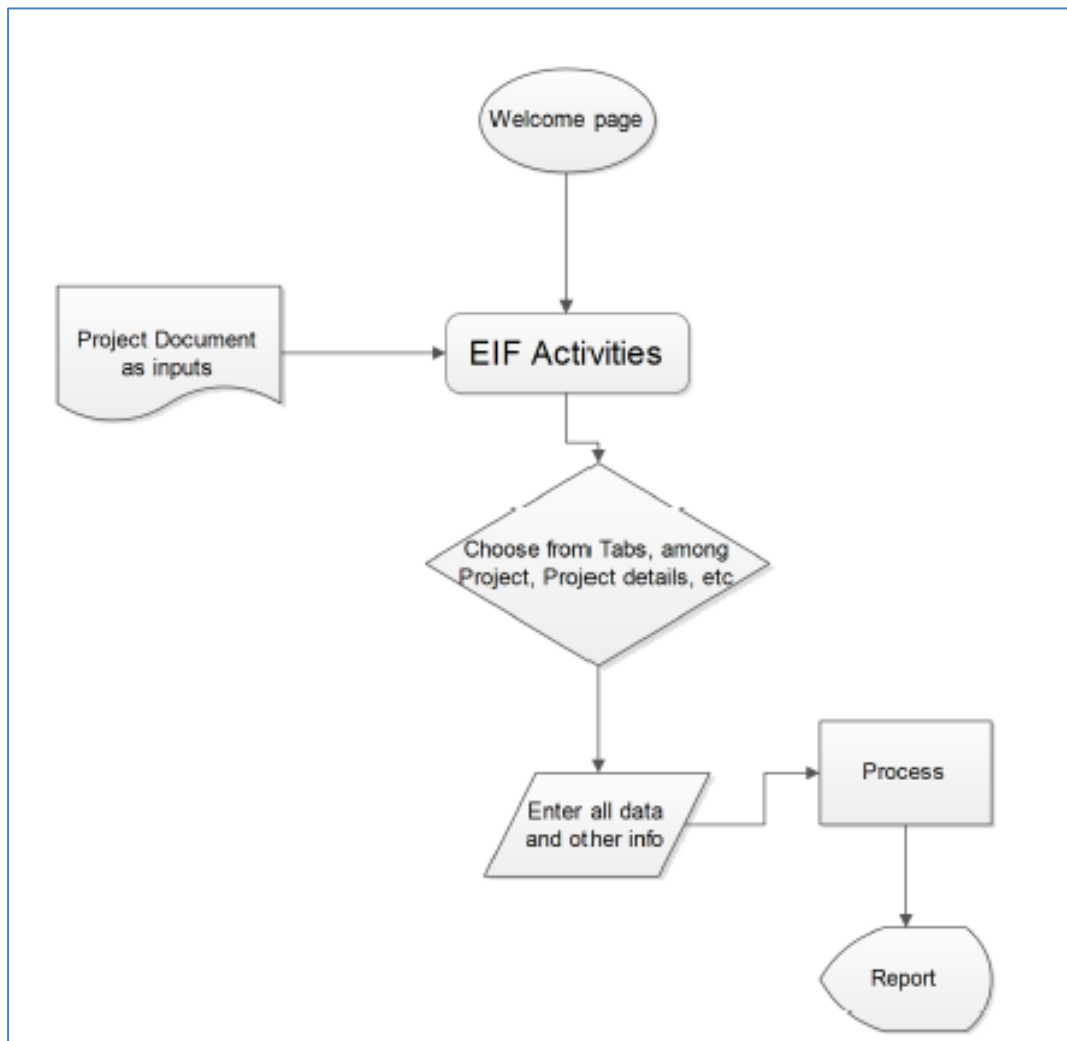 Welcome page
Project Document
as inputs
EIF Activities
Choose from Tabs, among
Project, Project details, etc
Enter all data
and other info
Process
Report